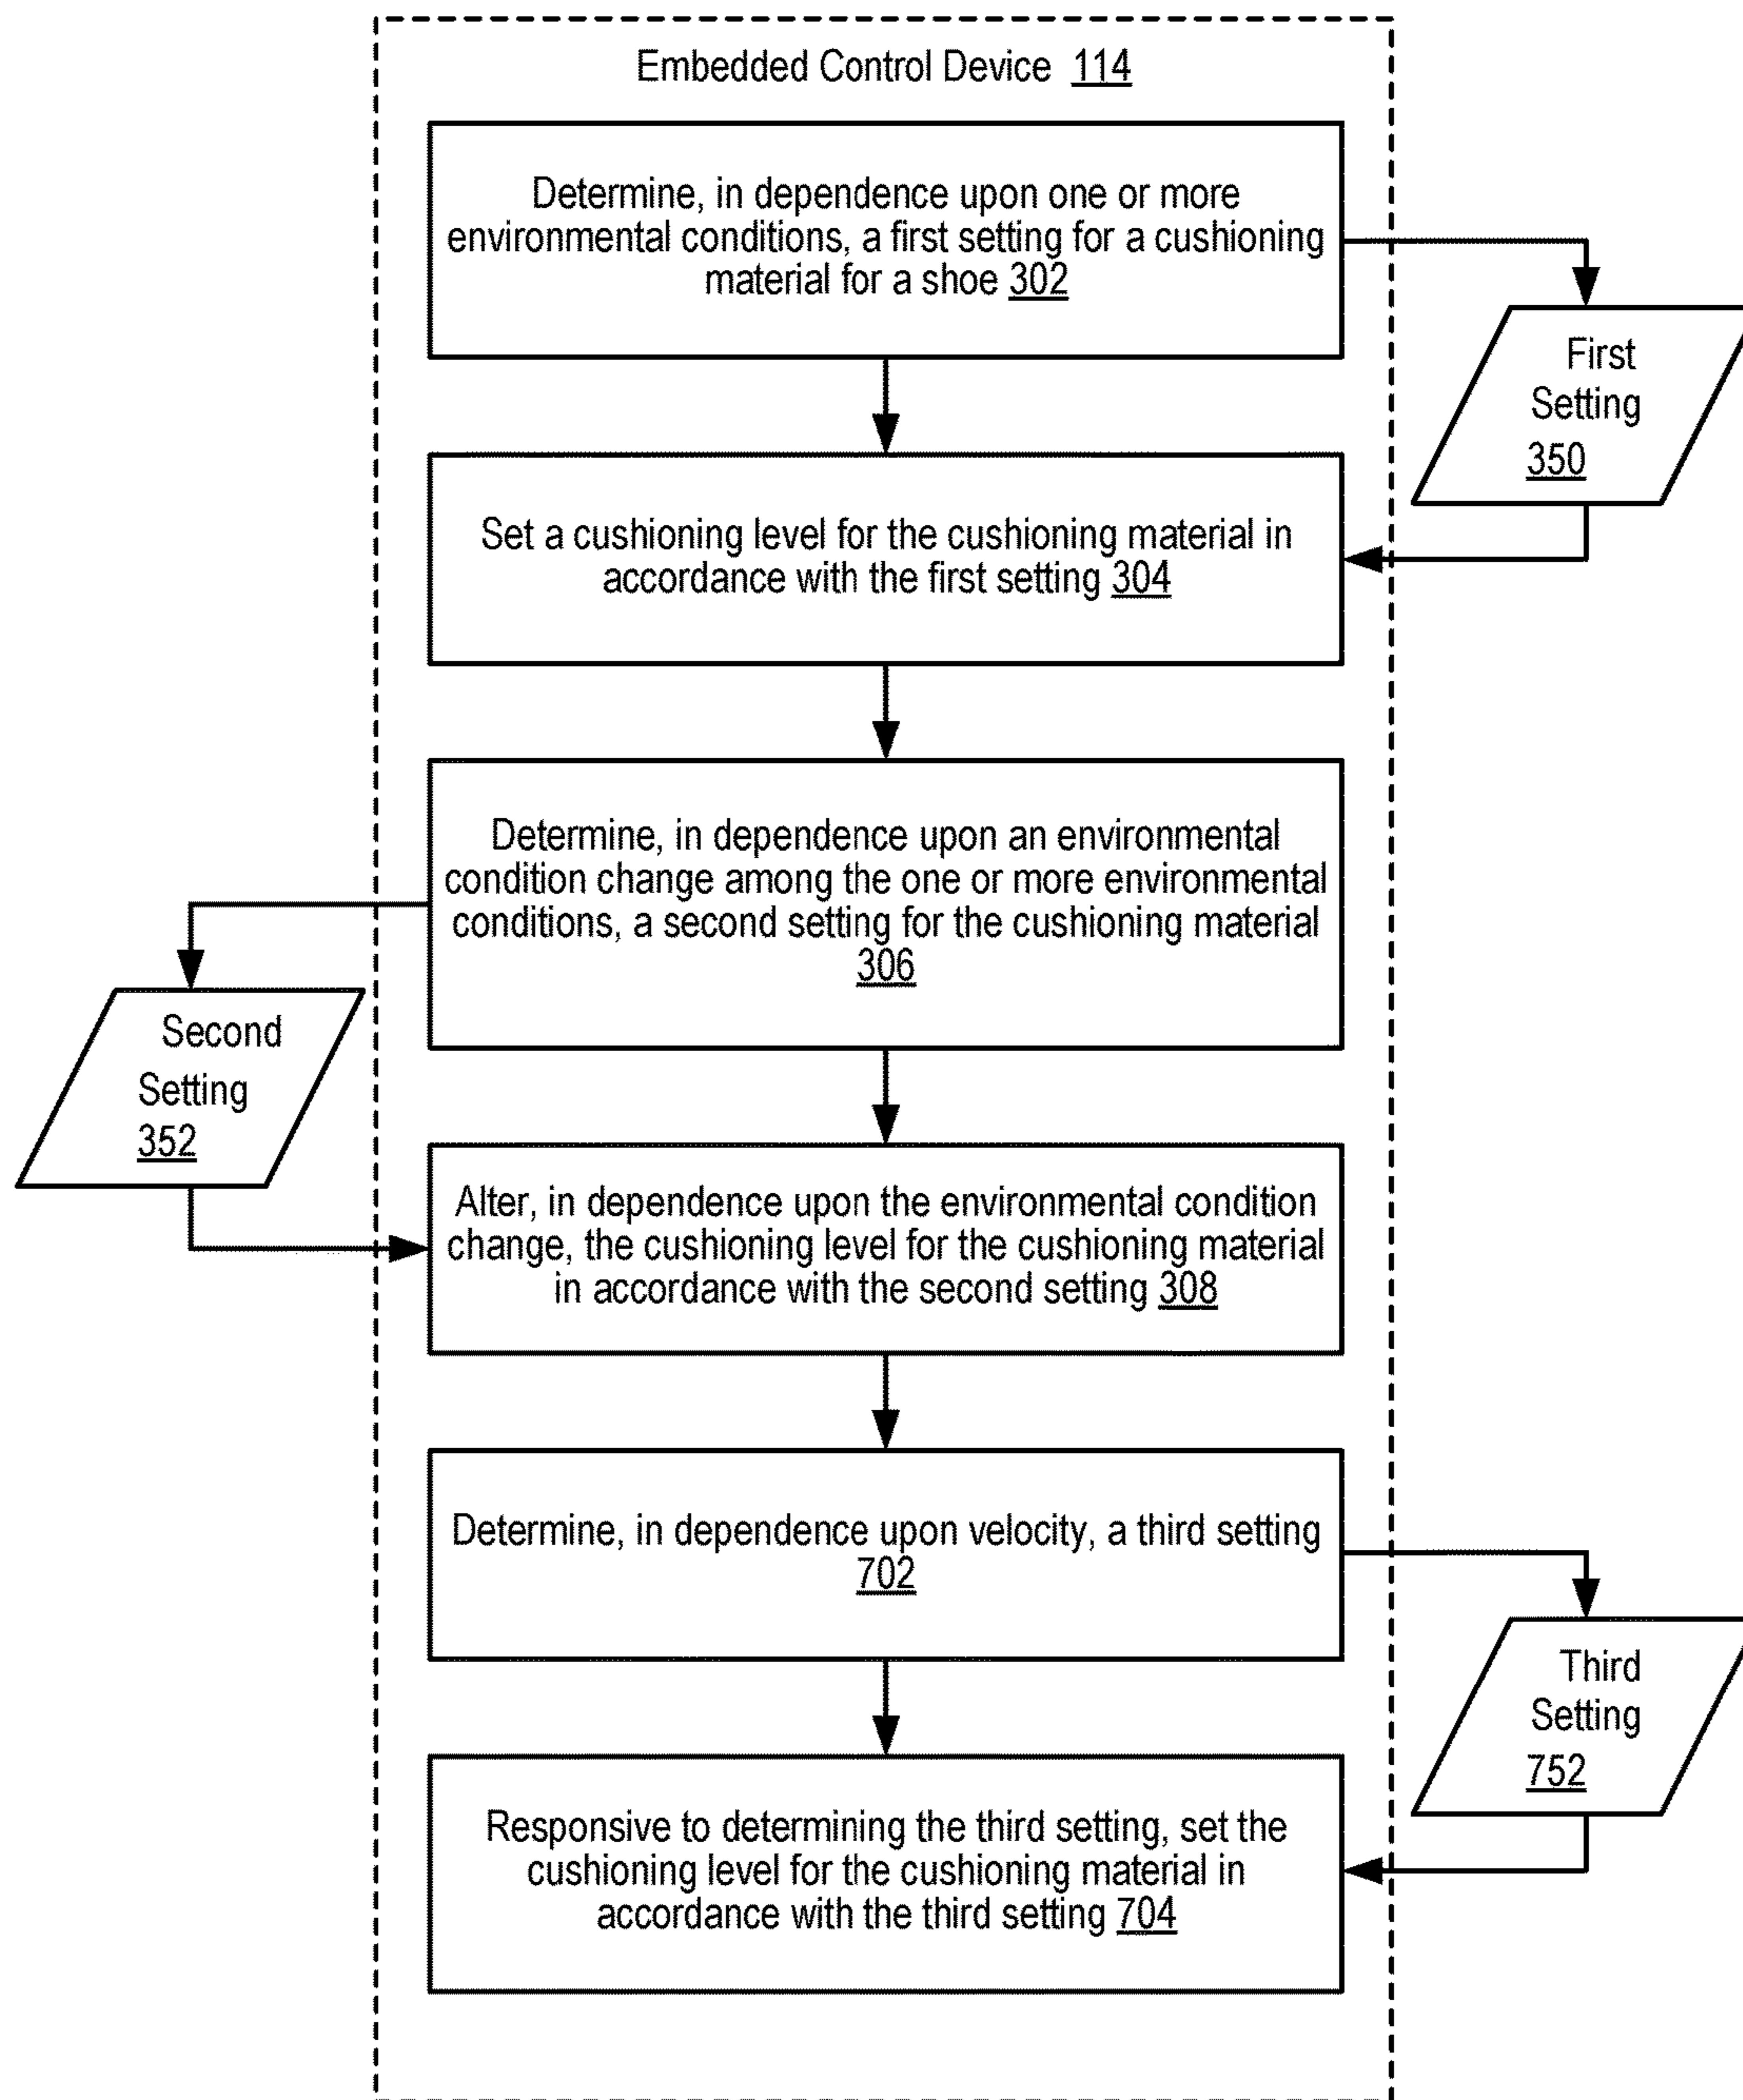 Embedded Control Device 114
Determine, in dependence upon one or more
environmental conditions, a first setting for a cushioning
material for a shoe 302
First
Setting
350
Set a cushioning level for the cushioning material in
accordance with the first setting 304
Determine, in dependence upon an environmental
condition change among the one or more environmental
conditions, a second setting for the cushioning material
306
Second
Setting
352
Alter, in dependence upon the environmental condition
change, the cushioning level for the cushioning material
in accordance with the second setting 308
Determine, in dependence upon velocity, a third setting
702
Third
Setting
752
Responsive to determining the third setting, set the
cushioning level for the cushioning material in
accordance with the third setting 704